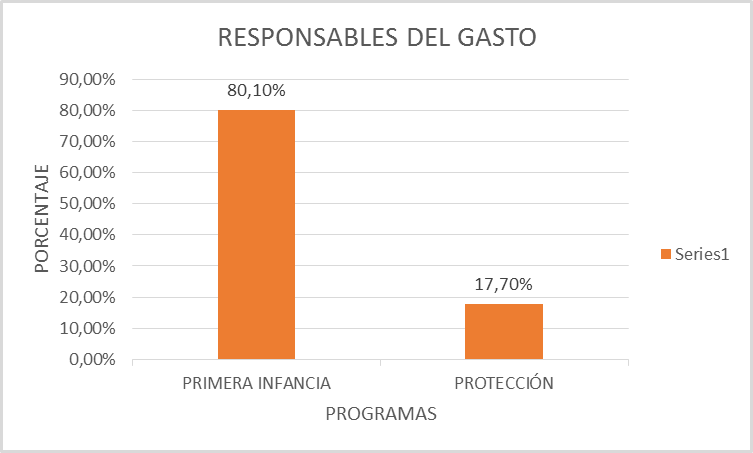 RESPONSABLES DEL GASTO
PORCENTAJE
90,00%
80,00%
70,00%
60,00%
50,00%
40,00%
30,00%
20,00%
10,00%
0,00%
80,10%
17,70%
PRIMERA INFANCIA
PROTECCIÓN
PROGRAMAS
Series1